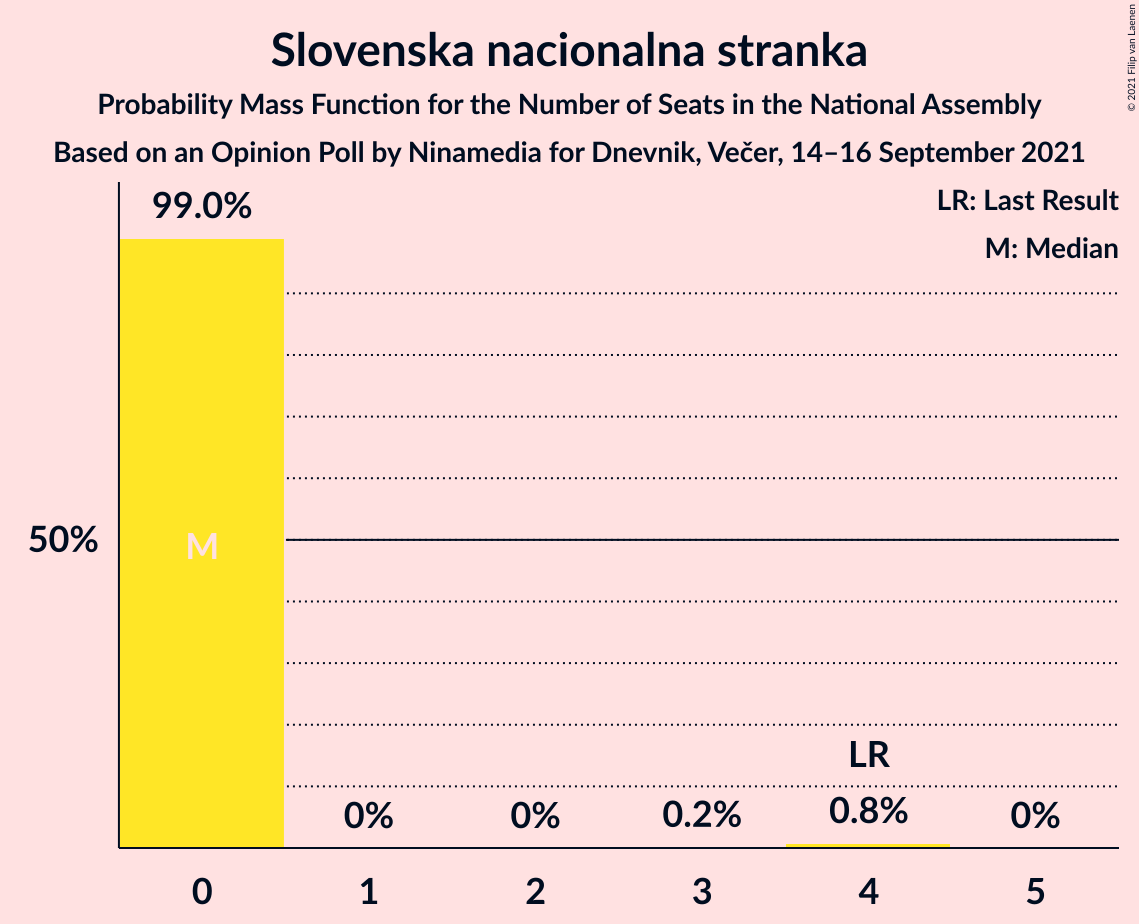 Slovenska nacionalna stranka
Probability Mass Function for the Number of Seats in the National Assembly
Based on an Opinion Poll by Ninamedia for Dnevnik, Večer, 14–16 September 2021
© 2021 Filip van Laenen
LR: Last Result
M: Median
99.0%
50%
M
LR
0% 0% 0.2% 0.8% 0%
0 1 2 3 4 5